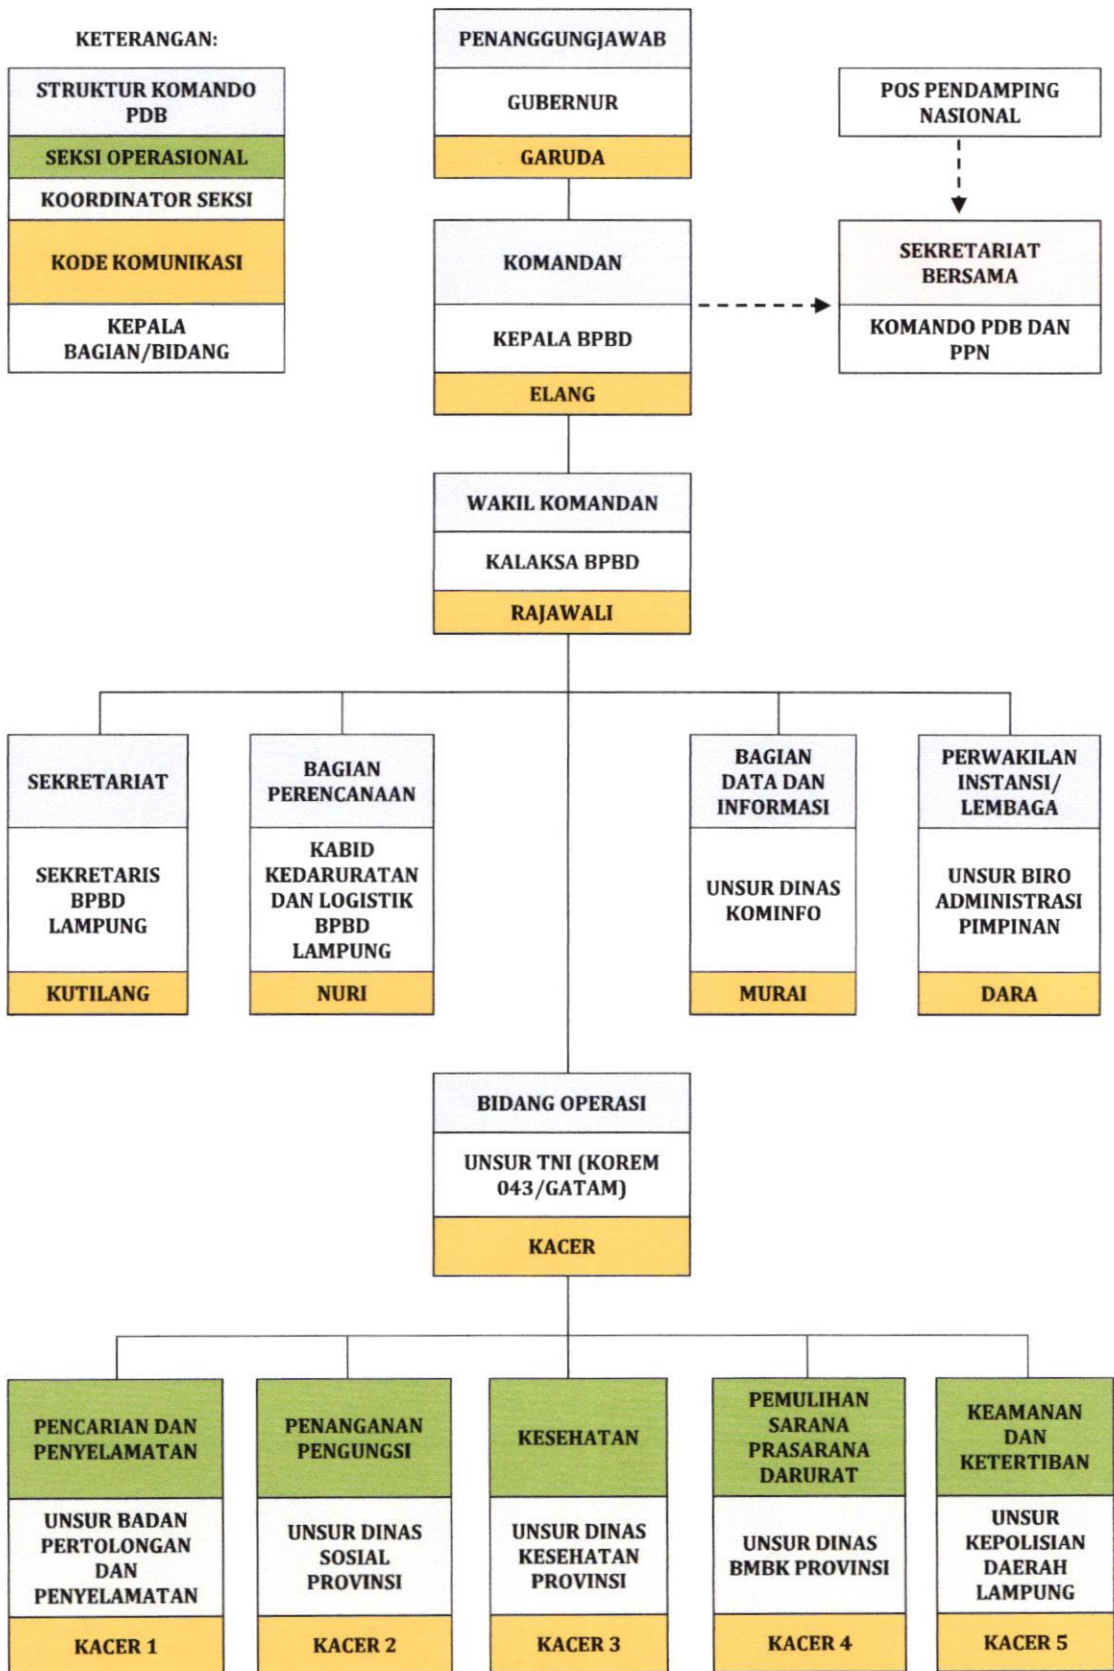 KETERANGAN:
STRUKTUR KOMANDO
PDB
SEKSI OPERASIONAL
KOORDINATOR SEKSI
KODE KOMUNIKASI
KEPALA
BAGIAN/BIDANG
PENANGGUNGJAWAB
GUBERNUR
GARUDA
POS PENDAMPING
NASIONAL
KOMANDAN
KEPALA BPBD
ELANG
SEKRETARIAT
BERSAMA
KOMANDO PDB DAN
PPN
WAKIL KOMANDAN
KALAKSA BPBD
RAJAWALI
SEKRETARIAT
SEKRETARIS
BPBD
LAMPUNG
KUTILANG
BAGIAN
PERENCANAAN
KABID
KEDARURATAN
DAN LOGISTIK
BPBD
LAMPUNG
NURI
BAGIAN
DATA DAN
INFORMASI
UNSUR DINAS
KOMINFO
MURAI
PERWAKILAN
INSTANSI/
LEMBAGA
UNSUR BIRO
ADMINISTRASI
PIMPINAN
DARA
BIDANG OPERASI
UNSUR TNI (KOREM
043/GATAM)
KACER
PENCARIAN DAN
PENYELAMATAN
UNSUR BADAN
PERTOLONGAN
DAN
PENYELAMATAN
KACER 1
PENANGANAN
PENGUNGSI
UNSUR DINAS
SOSIAL
PROVINSI
KACER 2
KESEHATAN
UNSUR DINAS
KESEHATAN
PROVINSI
KACER 3
PEMULIHAN
SARANA
PRASARANA
DARURAT
UNSUR DINAS
BMBK PROVINSI
KACER 4
KEAMANAN
DAN
KETERTIBAN
UNSUR
KEPOLISIAN
DAERAH
LAMPUNG
KACER 5